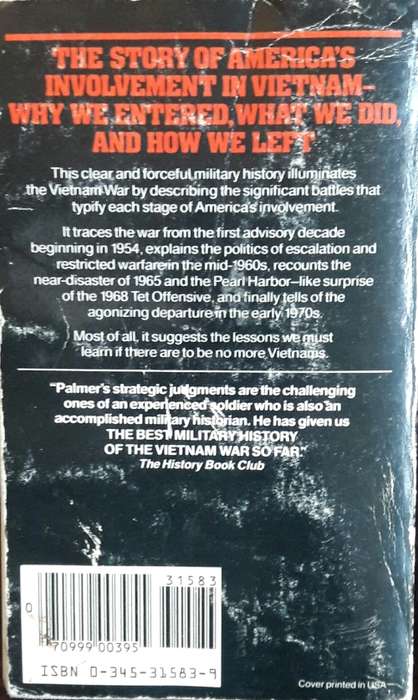 THE STORY OF AMERICA'S
INVOLVEMENT IN VIETNAM–
WHY WE ENTERED, WHAT WE DID,
AND HOW WE LEFT
This clear and forceful military history illuminates
the Vietnam War by describing the significant battles that
typify each stage of America's involvement.
It traces the war from the first advisory decade
beginning in 1954, explains the politics of escalation and
restricted warfare in the mid-1960s, recounts the
near-disaster of 1965 and the Pearl Harbor–like surprise
of the 1968 Tet Offensive, and finally tells of the
agonizing departure in the early 1970s.
Most of all, it suggests the lessons we must
learn if there are to be no more Vietnams.
"Palmer's strategic judgments are the challenging
ones of an experienced soldier who is also an
accomplished military historian. He has given us
THE BEST MILITARY HISTORY
OF THE VIETNAM WAR SO FAR."
The History Book Club
31583
0
70999 00395
ISBN 0-345-31583-9
Cover printed in USA